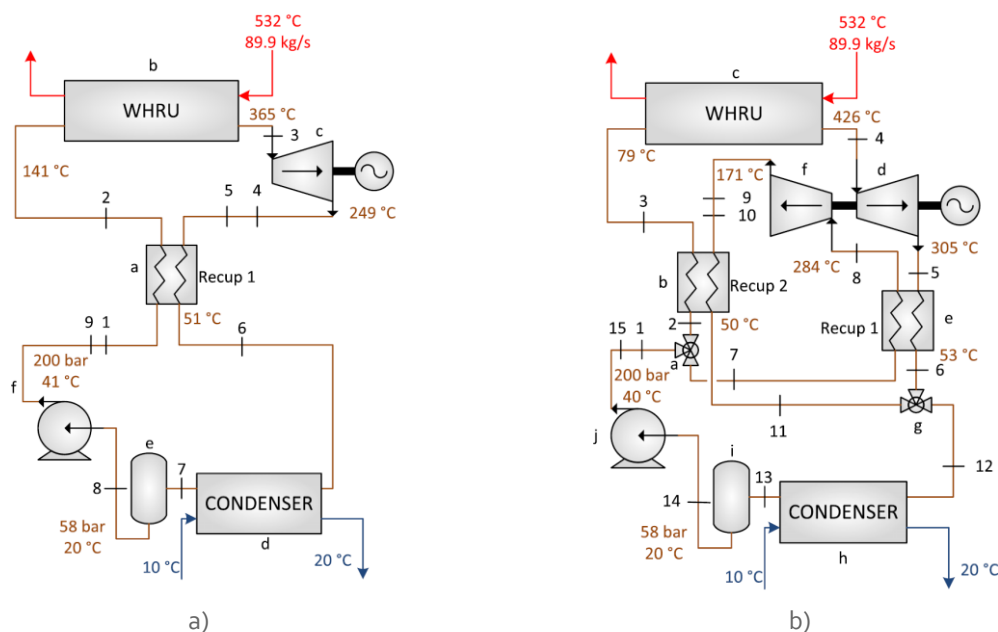 532 °C
89.9 kg/s
b
WHRU
365 °C
3
c
141 °C
2
5
4
249 °C
a
Recup 1
51 °C
6
9
1
200 bar
41 °C
f
e
7
8
CONDENSER
58 bar
20 °C
d
10 °C
20 °C
a)
532 °C
89.9 kg/s
c
WHRU
426 °C
4
79 °C
f
d
171 °C
9
10
3
305 °C
284 °C
8
5
b
Recup 2
e
Recup 1
2
50 °C
53 °C
15
1
a
7
6
200 bar
40 °C
g
11
j
i
12
13
14
CONDENSER
58 bar
20 °C
h
10 °C
20 °C
b)